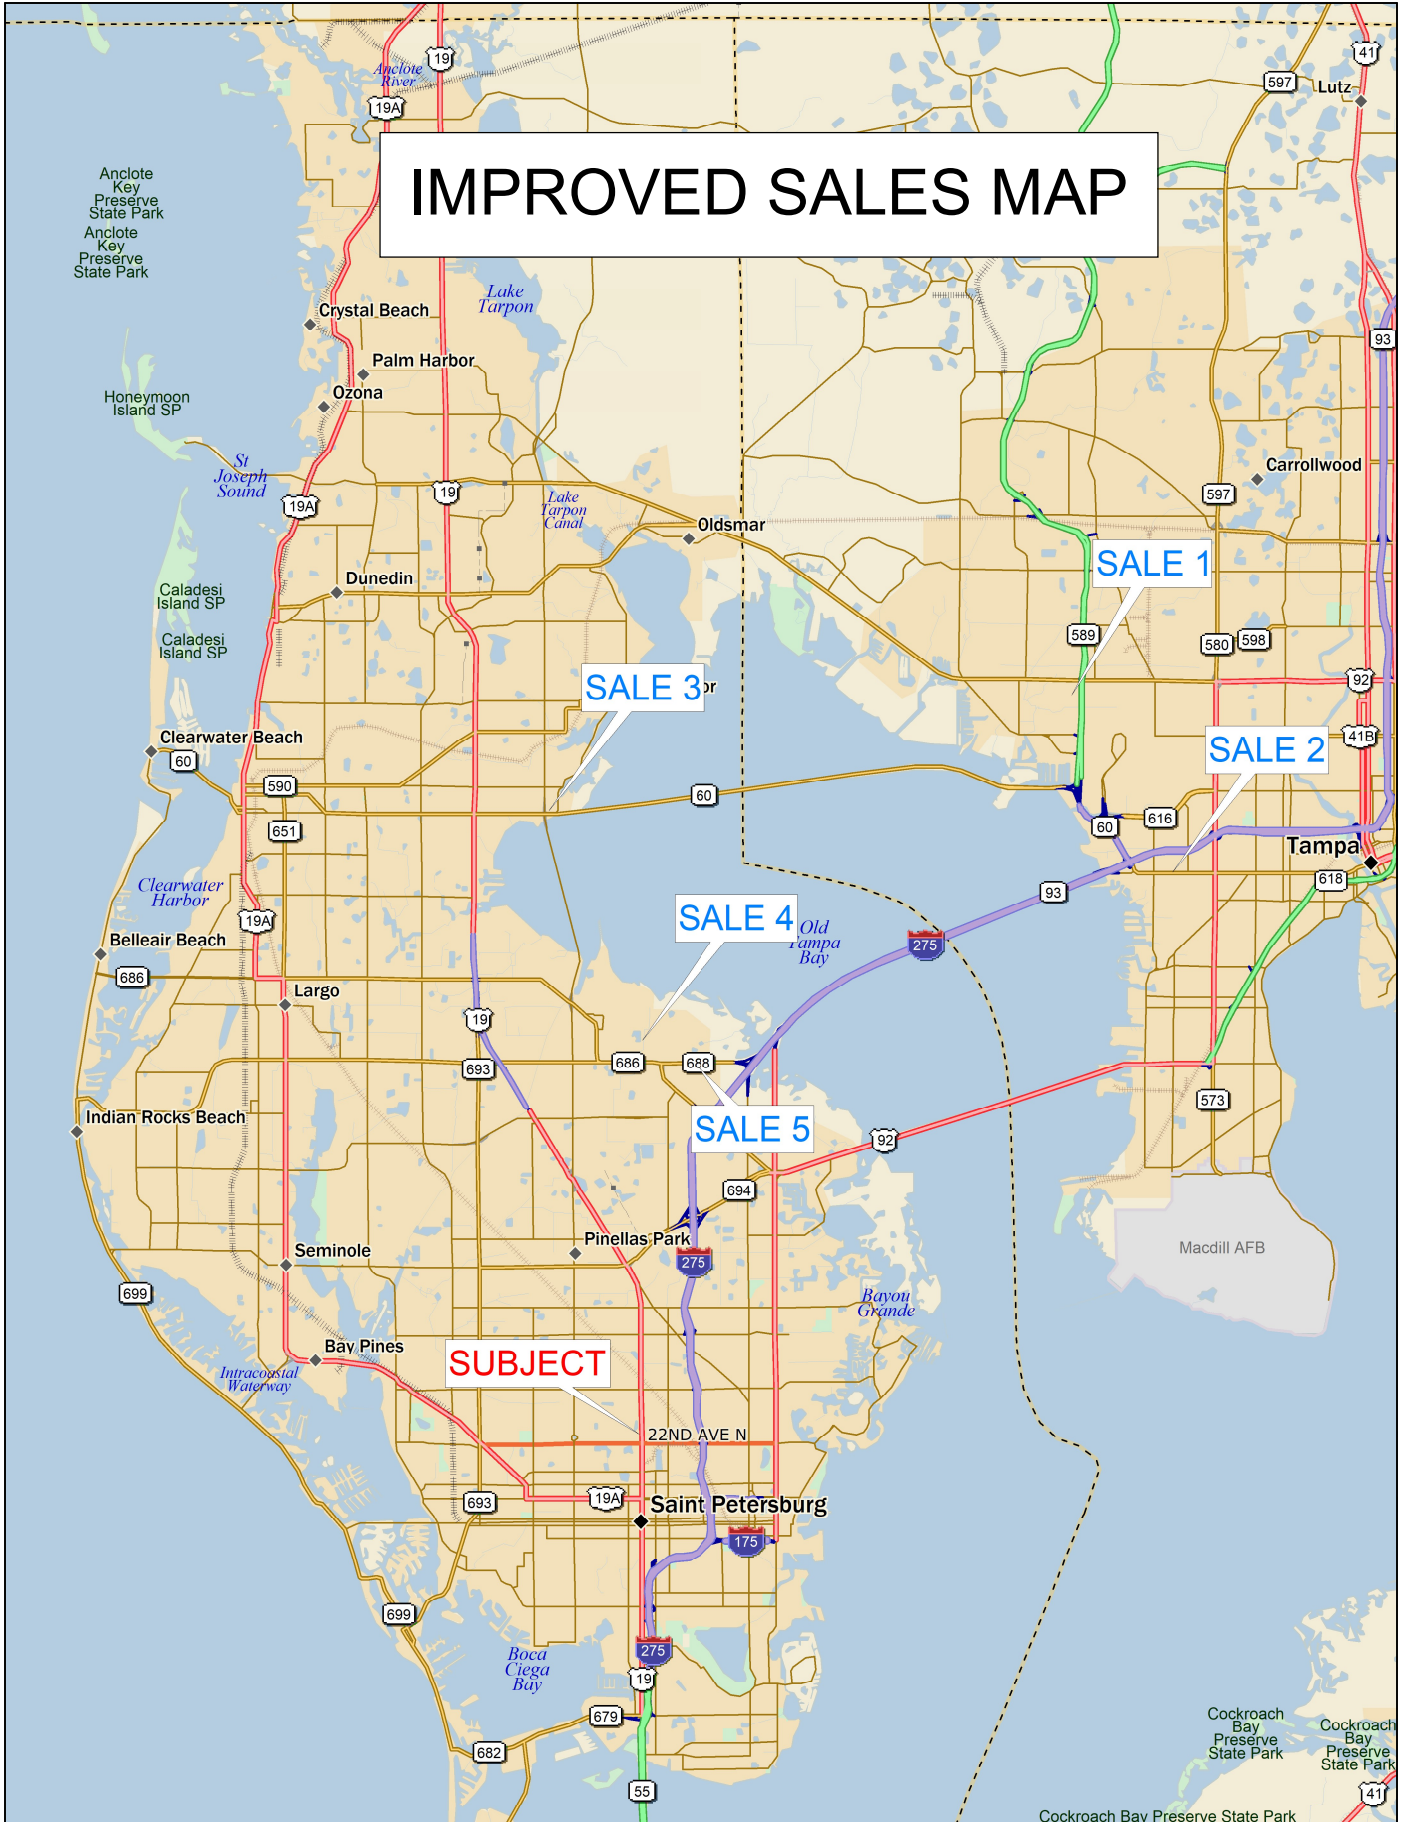 19
41
597
Lutz
Anclote
River
19A
IMPROVED SALES MAP
Anclote
Key
Preserve
State Park
Anclote
Key
Preserve
State Park
Lake
Tarpon
Crystal Beach
93
Palm Harbor
Ozona
Honeymoon
Island SP
St
Joseph
Sound
Carrollwood
19
597
19A
Lake
Tarpon
Canal
Oldsmar
SALE 1
Dunedin
Caladesi
Island SP
589
580
598
Caladesi
Island SP
SALE 3
or
92
Clearwater Beach
41B
SALE 2
60
590
60
616
651
60
Tampa
618
Clearwater
Harbor
93
19A
SALE 4
Old
Tampa
Bay
275
Belleair Beach
686
Largo
19
686
688
693
573
Indian Rocks Beach
SALE 5
92
694
Pinellas Park
Macdill AFB
Seminole
275
699
Bayou
Grande
Bay Pines
SUBJECT
Intracoastal
Waterway
22ND AVE N
693
19A
Saint Petersburg
175
699
275
Boca
Ciega
Bay
19
679
682
Cockroach
Bay
Preserve
State Park
Cockroach
Bay
Preserve
State Park
55
41
Cockroach Bay Preserve State Park